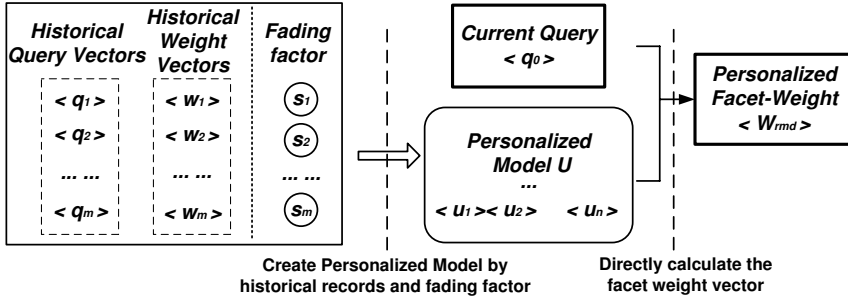 Historical Query Vectors
Historical Weight Vectors
Fading factor
< q1 > < w1 > s1
< q2 > < w2 > s2
... ... ... ... ... ...
< qm > < wm > sm
Current Query
< q0 >
Personalized
Model U
...
< u1 >< u2 > < un >
Personalized
Facet-Weight
< Wrmd >
Create Personalized Model by
historical records and fading factor
Directly calculate the
facet weight vector